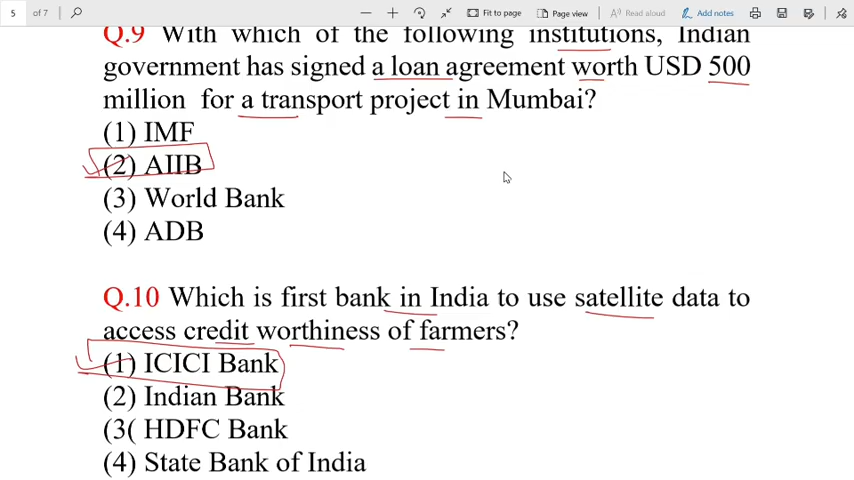 5 of 7 Fit to page Page view Read aloud Add notes
Q.9 With which of the following institutions, Indian
government has signed a loan agreement worth USD 500
million for a transport project in Mumbai?
(1) IMF
(2) AIIB
(3) World Bank
(4) ADB
Q.10 Which is first bank in India to use satellite data to
access credit worthiness of farmers?
(1) ICICI Bank
(2) Indian Bank
(3( HDFC Bank
(4) State Bank of India